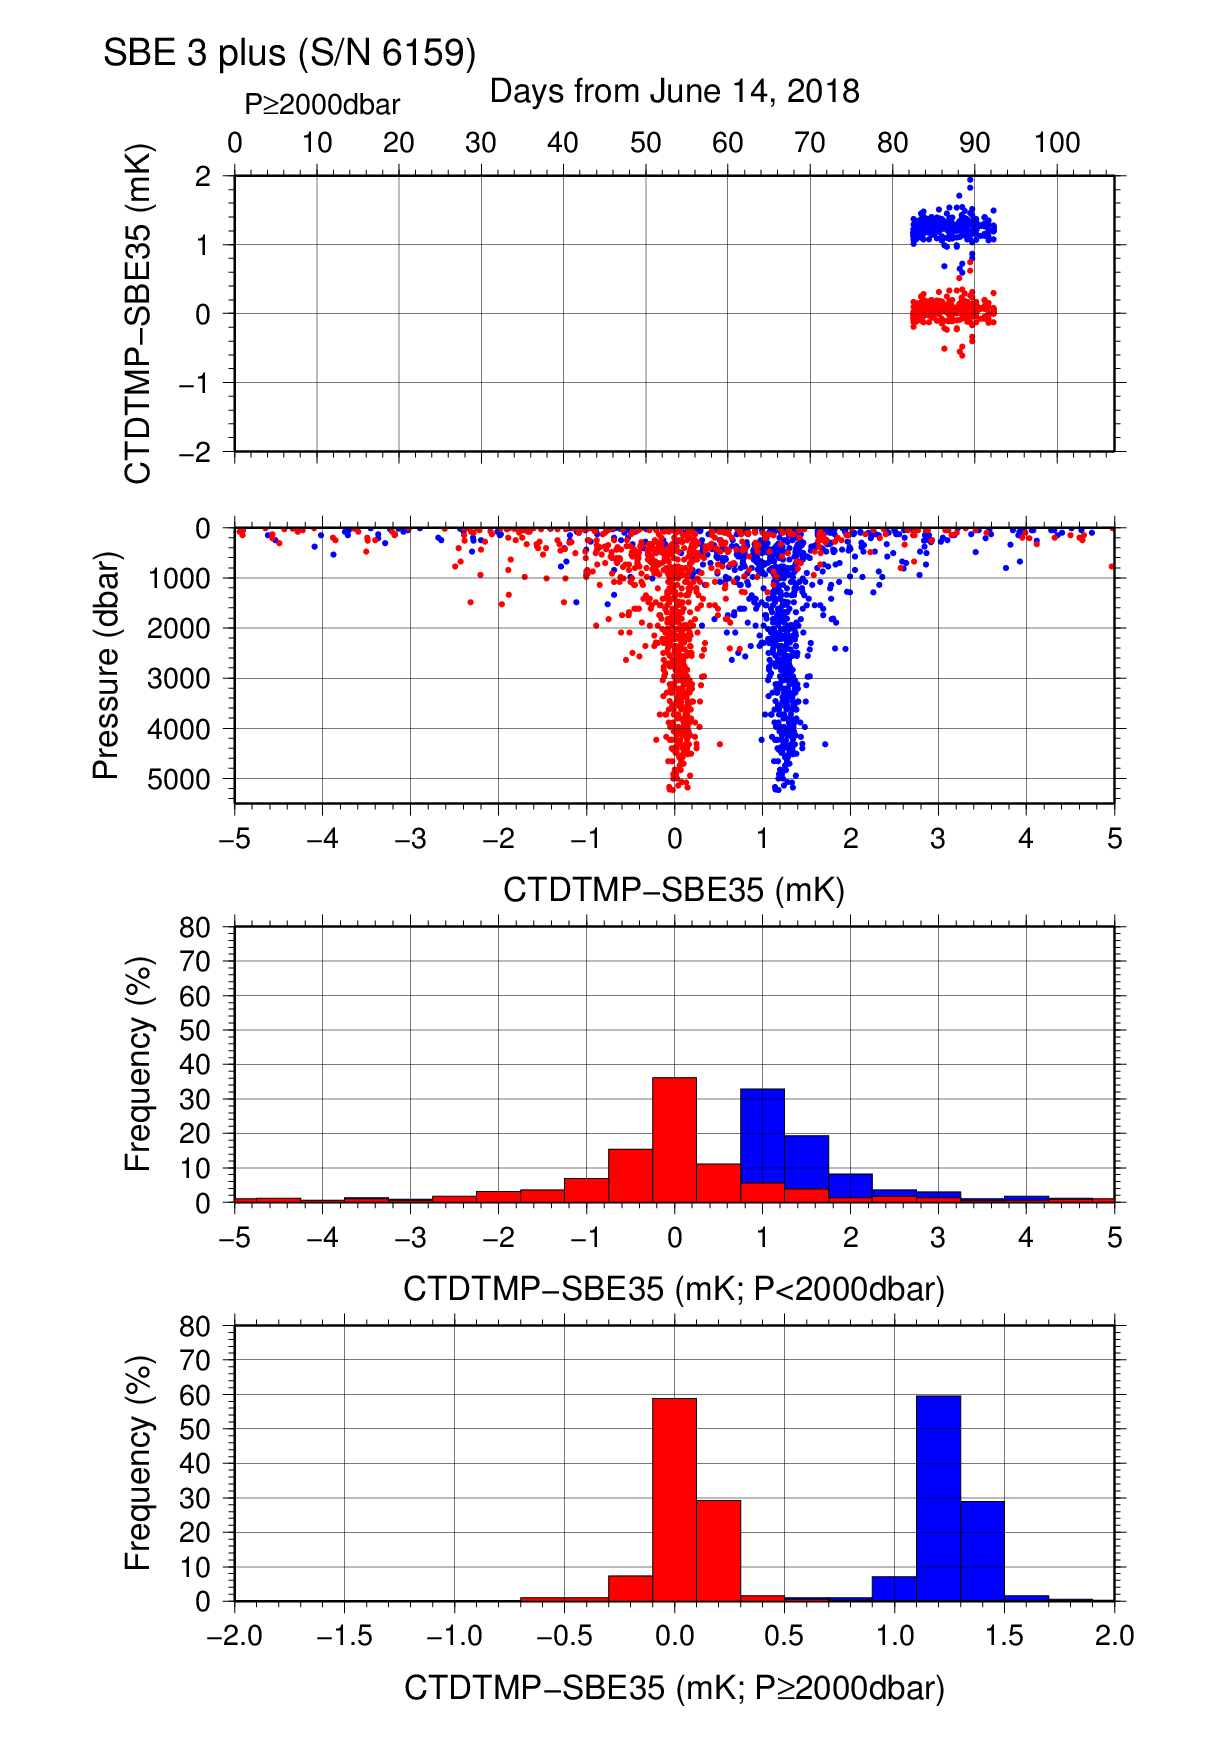 SBE 3 plus (S/N 6159)
Days from June 14, 2018
P≥2000dbar
0 10 20 30 40 50 60 70 80 90 100
CTDTMP−SBE35 (mK)
2
1
0
−1
−2
Pressure (dbar)
0
1000
2000
3000
4000
5000
−5 −4 −3 −2 −1 0 1 2 3 4 5
CTDTMP−SBE35 (mK)
Frequency (%)
80
70
60
50
40
30
20
10
0
−5 −4 −3 −2 −1 0 1 2 3 4 5
CTDTMP−SBE35 (mK; P<2000dbar)
Frequency (%)
80
70
60
50
40
30
20
10
0
−2.0 −1.5 −1.0 −0.5 0.0 0.5 1.0 1.5 2.0
CTDTMP−SBE35 (mK; P≥2000dbar)